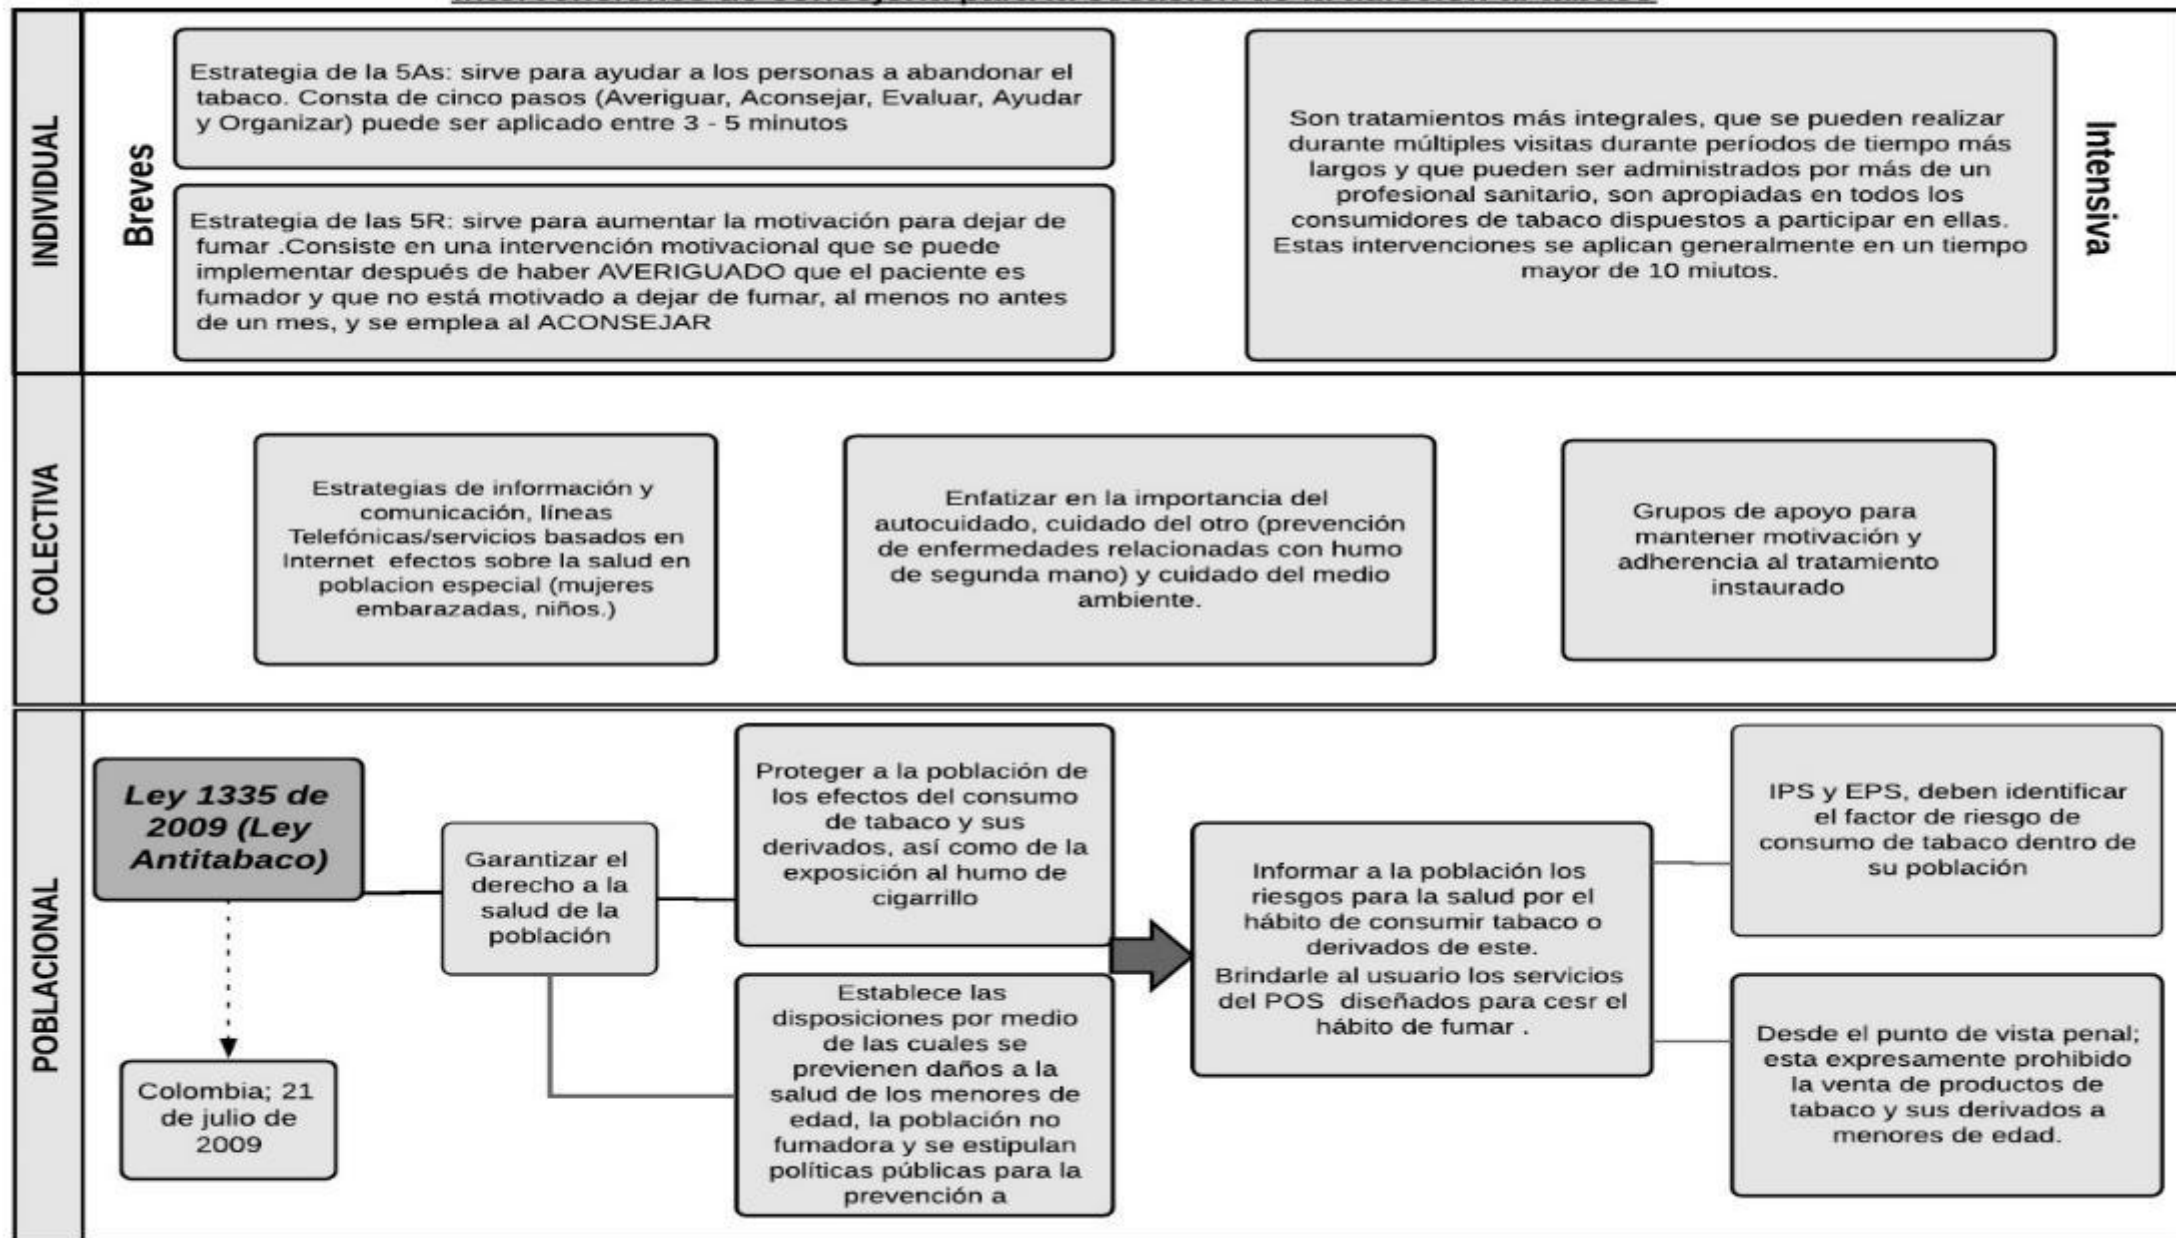 INDIVIDUAL
Breves
Estrategia de la 5As: sirve para ayudar a los personas a abandonar el
tabaco. Consta de cinco pasos (Averiguar, Aconsejar, Evaluar, Ayudar
y Organizar) puede ser aplicado entre 3 - 5 minutos
Estrategia de las 5R: sirve para aumentar la motivación para dejar de
fumar .Consiste en una intervención motivacional que se puede
implementar después de haber AVERIGUADO que el paciente es
fumador y que no está motivado a dejar de fumar, al menos no antes
de un mes, y se emplea al ACONSEJAR
Son tratamientos más integrales, que se pueden realizar
durante múltiples visitas durante períodos de tiempo más
largos y que pueden ser administrados por más de un
profesional sanitario, son apropiadas en todos los
consumidores de tabaco dispuestos a participar en ellas.
Estas intervenciones se aplican generalmente en un tiempo
mayor de 10 miutos.
Intensiva
COLECTIVA
Estrategias de información y
comunicación, líneas
Telefónicas/servicios basados en
Internet efectos sobre la salud en
poblacion especial (mujeres
embarazadas, niños.)
Enfatizar en la importancia del
autocuidado, cuidado del otro (prevención
de enfermedades relacionadas con humo
de segunda mano) y cuidado del medio
ambiente.
Grupos de apoyo para
mantener motivación y
adherencia al tratamiento
instaurado
POBLACIONAL
Ley 1335 de
2009 (Ley
Antitabaco)
Colombia; 21
de julio de
2009
Garantizar el
derecho a la
salud de la
población
Proteger a la población de
los efectos del consumo
de tabaco y sus
derivados, así como de la
exposición al humo de
cigarrillo
Establece las
disposiciones por medio
de las cuales se
previenen daños a la
salud de los menores de
edad, la población no
fumadora y se estipulan
políticas públicas para la
prevención a
Informar a la población los
riesgos para la salud por el
hábito de consumir tabaco o
derivados de este.
Brindarle al usuario los servicios
del POS diseñados para cesr el
hábito de fumar .
IPS y EPS, deben identificar
el factor de riesgo de
consumo de tabaco dentro de
su población
Desde el punto de vista penal;
esta expresamente prohibido
la venta de productos de
tabaco y sus derivados a
menores de edad.